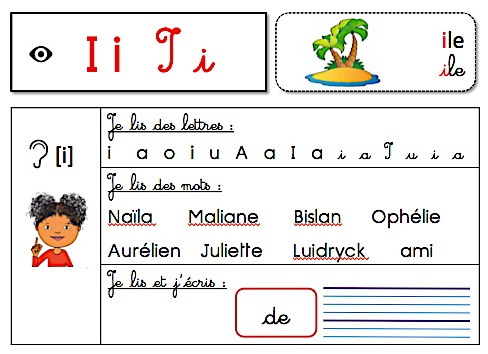 I i I i
ile
ile
[i]
Je lis des lettres :
i a o i u A a I a i a I u i a
Je lis des mots :
Naïla Maliane Bislan Ophélie
Aurélien Juliette Luidryck ami
Je lis et j'écris :
de